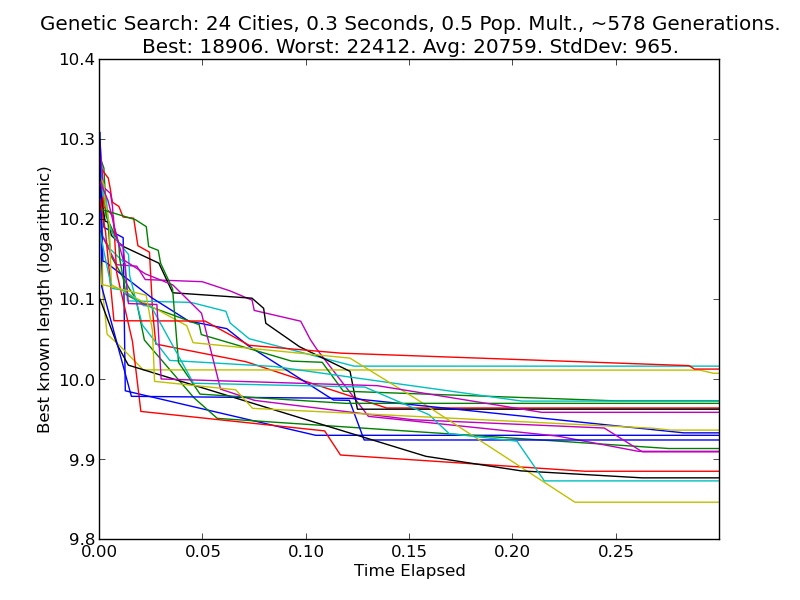 Genetic Search: 24 Cities, 0.3 Seconds, 0.5 Pop. Mult., ~578 Generations.
Best: 18906. Worst: 22412. Avg: 20759. StdDev: 965.
10.4
10.3
10.2
10.1
10.0
9.9
9.8
Best known length (logarithmic)
0.00 0.05 0.10 0.15 0.20 0.25
Time Elapsed